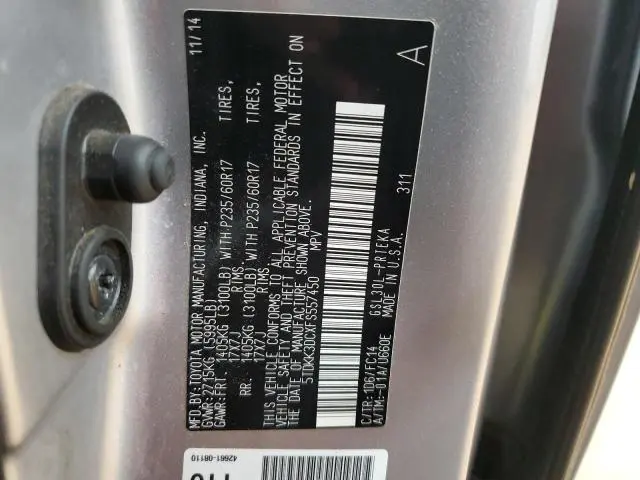 MFD.BY: TOYOTA MOTOR MANUFACTURING, INDIANA, INC. 11/14
GVWR: 2715KG (5995LB)
GAWR: FRT 1405KG (3100LB) WITH P235/60R17 TIRES,
17X7J RIMS
RR. 1405KG (3100LB) WITH P235/60R17 TIRES,
17X7J RIMS
THIS VEHICLE CONFORMS TO ALL APPLICABLE FEDERAL MOTOR
VEHICLE SAFETY AND THEFT PREVENTION STANDARDS IN EFFECT ON
THE DATE OF MANUFACTURE SHOWN ABOVE.
5TDKK3DCXFS557450 MPV
A
311
C/TR: 1D6/FC14 GSL30L-PRTEKA
A/TM: -01A/U660E MADE IN U.S.A.
42661-08110